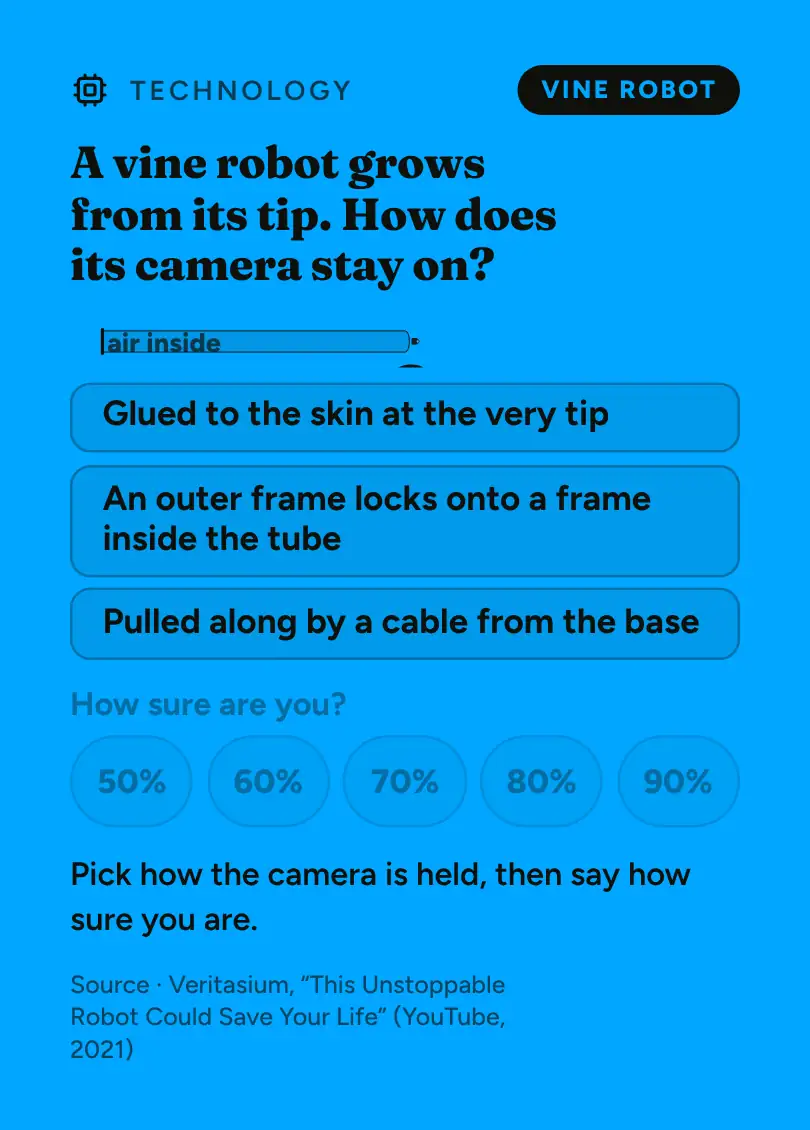 TECHNOLOGY
VINE ROBOT
A vine robot grows
from its tip. How does
its camera stay on?
air inside
Glued to the skin at the very tip
An outer frame locks onto a frame
inside the tube
Pulled along by a cable from the base
How sure are you?
50%
60%
70%
80%
90%
Pick how the camera is held, then say how
sure you are.
Source · Veritasium, “This Unstoppable
Robot Could Save Your Life” (YouTube,
2021)